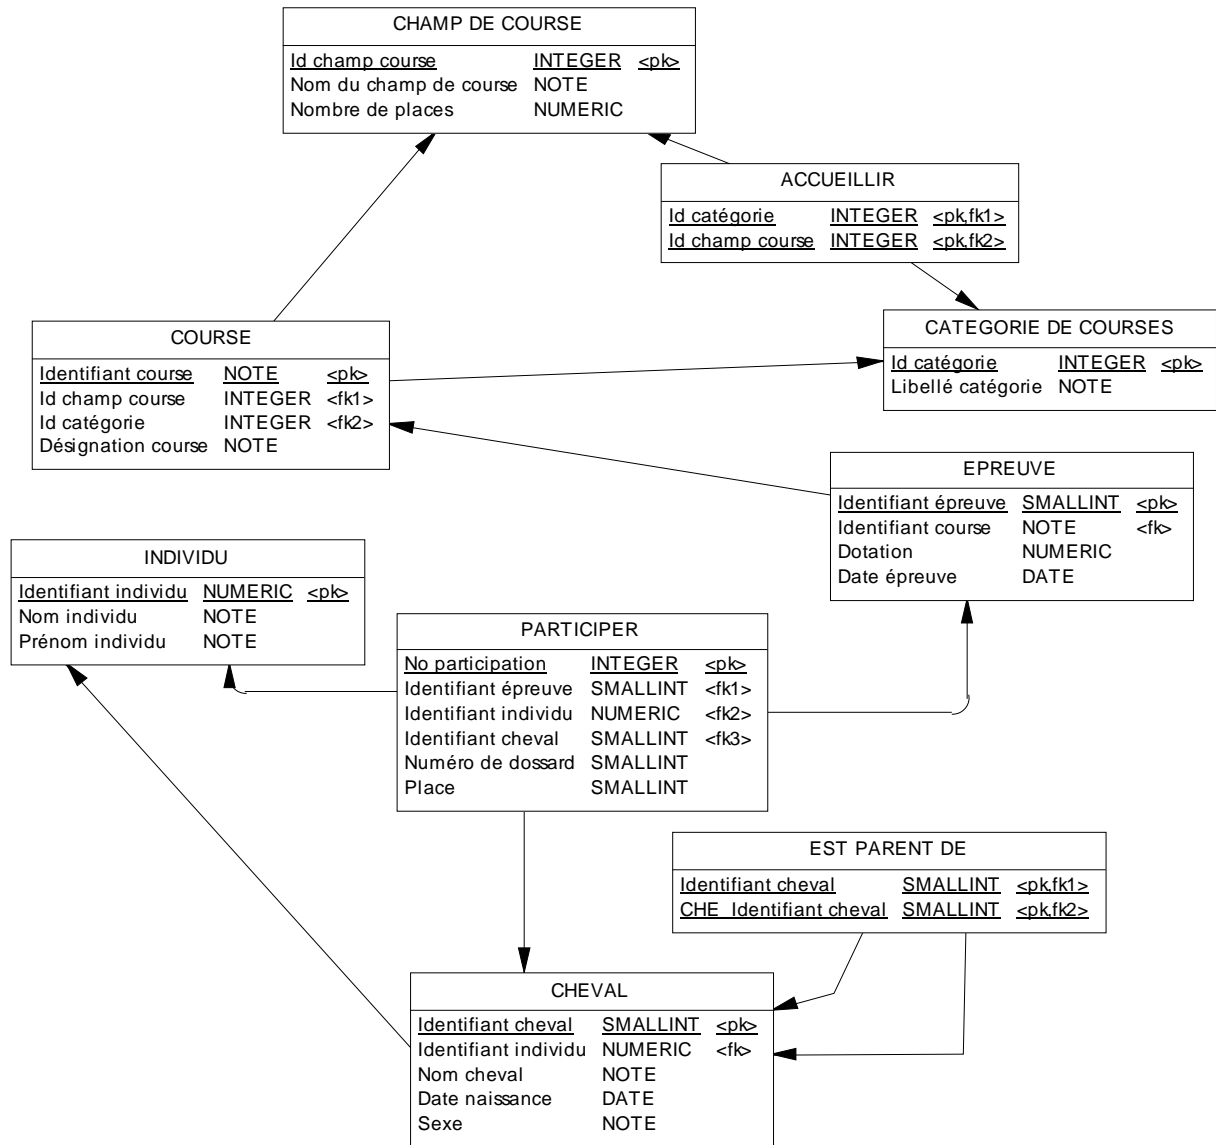 CHAMP DE COURSE
Id champ course INTEGER <pk>
Nom du champ de course NOTE
Nombre de places NUMERIC
ACCUEILLIR
Id catégorie INTEGER <pk,fk1>
Id champ course INTEGER <pk,fk2>
COURSE
Identifiant course NOTE <pk>
Id champ course INTEGER <fk1>
Id catégorie INTEGER <fk2>
Désignation course NOTE
CATEGORIE DE COURSES
Id catégorie INTEGER <pk>
Libellé catégorie NOTE
EPREUVE
Identifiant épreuve SMALLINT <pk>
Identifiant course NOTE <fk>
Dotation NUMERIC
Date épreuve DATE
INDIVIDU
Identifiant individu NUMERIC <pk>
Nom individu NOTE
Prénom individu NOTE
PARTICIPER
No participation INTEGER <pk>
Identifiant épreuve SMALLINT <fk1>
Identifiant individu NUMERIC <fk2>
Identifiant cheval SMALLINT <fk3>
Numéro de dossard SMALLINT
Place SMALLINT
EST PARENT DE
Identifiant cheval SMALLINT <pk,fk1>
CHE_Identifiant cheval SMALLINT <pk,fk2>
CHEVAL
Identifiant cheval SMALLINT <pk>
Identifiant individu NUMERIC <fk>
Nom cheval NOTE
Date naissance DATE
Sexe NOTE